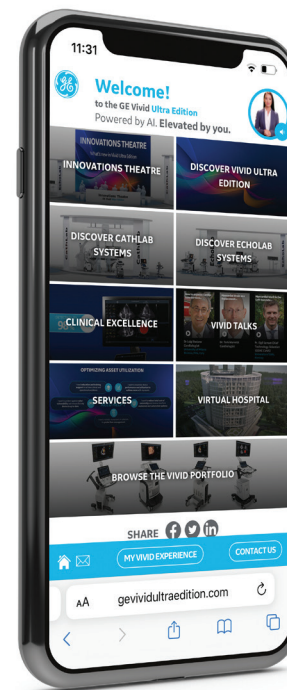 11:31
Welcome!
to the GE Vivid Ultra Edition
Powered by AI. Elevated by you.
INNOVATIONS THEATRE
INNOVATIONS THEATRE
DISCOVER VIVID ULTRA
EDITION
DISCOVER CATHLAB
SYSTEMS
DISCOVER ECHOLAB
SYSTEMS
CLINICAL EXCELLENCE
VIVID TALKS
OPTIMIZING ASSET UTILIZATION
SERVICES
VIRTUAL HOSPITAL
BROWSE THE VIVID PORTFOLIO
SHARE
MY VIVID EXPERIENCE
CONTACT US
AA
gevividultraedition.com